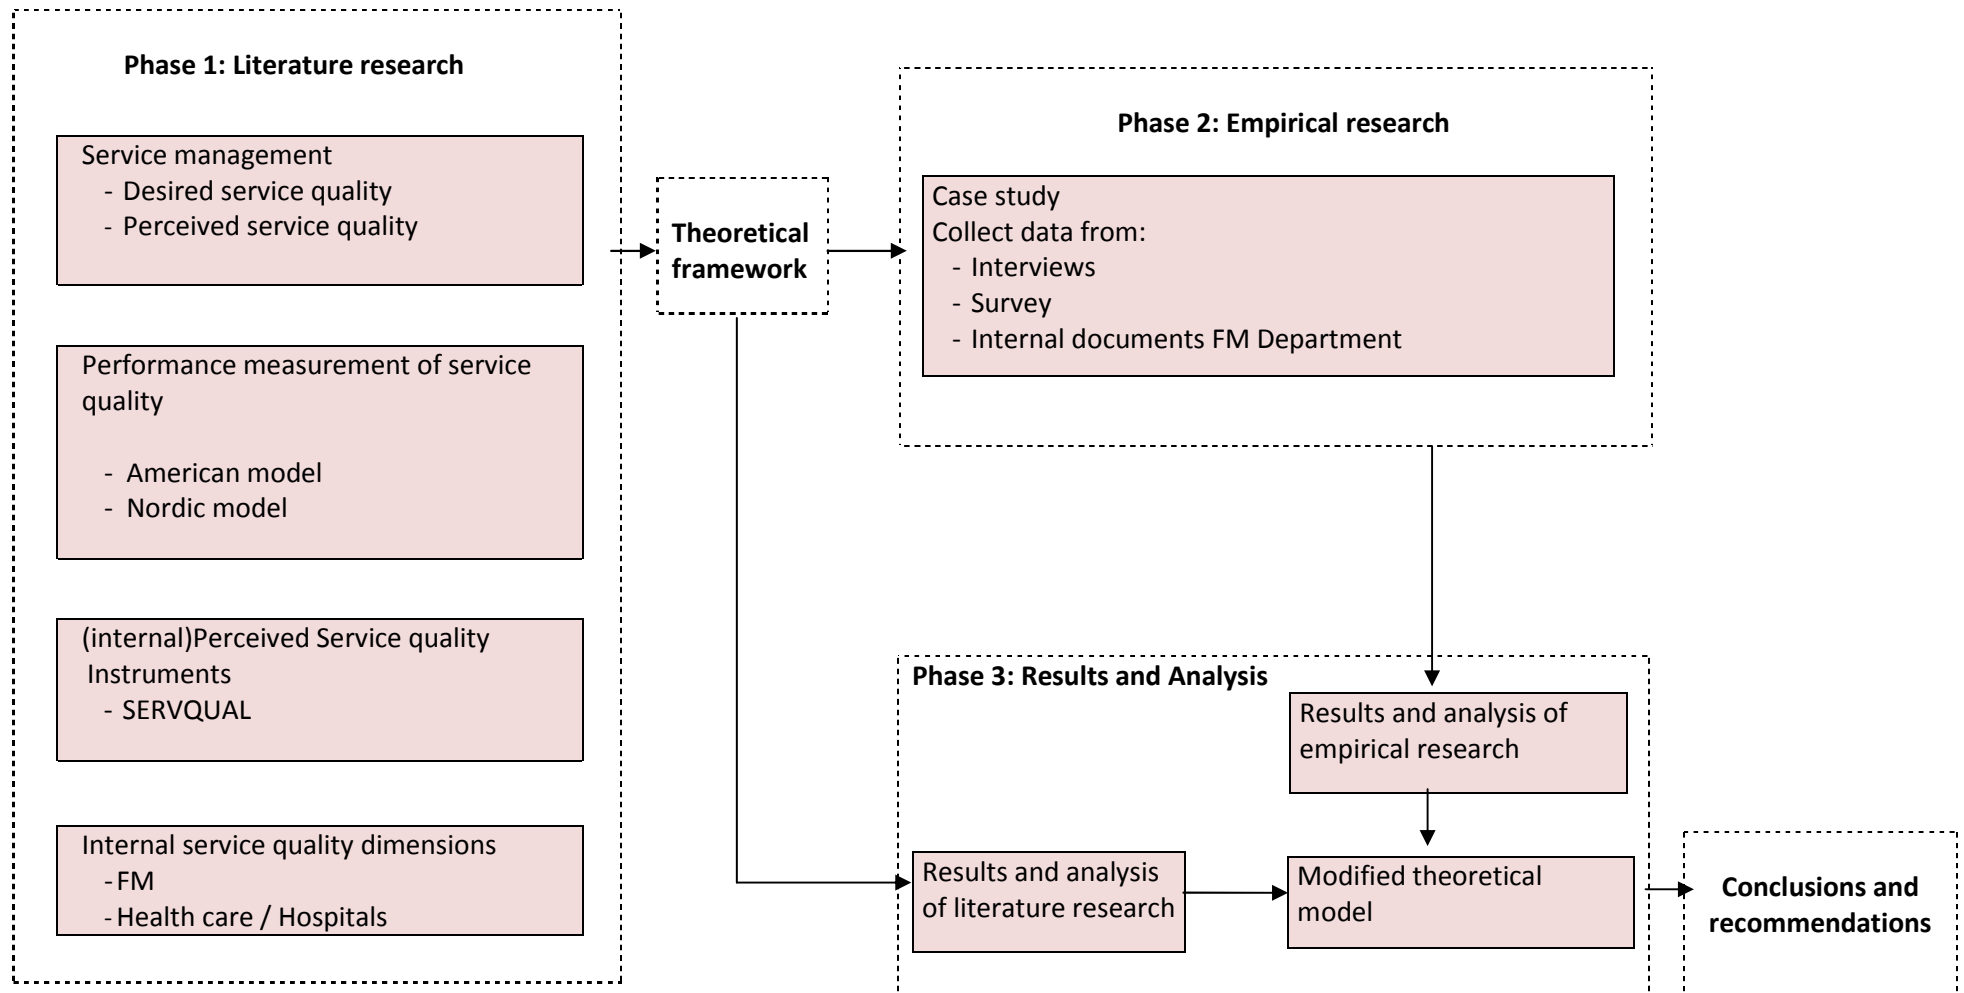 Phase 1: Literature research
Service management
- Desired service quality
- Perceived service quality
Performance measurement of service
quality
- American model
- Nordic model
(internal)Perceived Service quality
Instruments
- SERVQUAL
Internal service quality dimensions
-FM
-Health care / Hospitals
Theoretical
framework
Phase 2: Empirical research
Case study
Collect data from:
- Interviews
- Survey
- Internal documents FM Department
Phase 3: Results and Analysis
Results and analysis of
empirical research
Results and analysis
of literature research
Modified theoretical
model
Conclusions and
recommendations